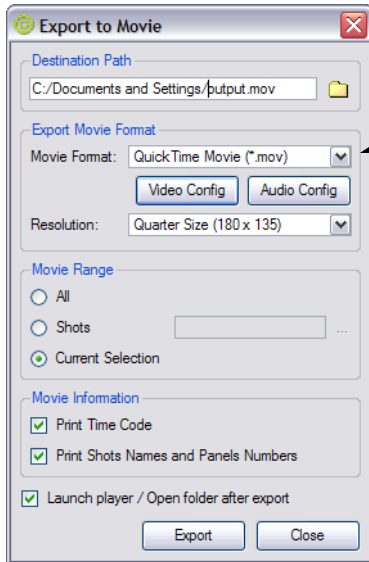 Export to Movie
Destination Path
C:/Documents and Settings/output.mov
Export Movie Format
Movie Format: QuickTime Movie (*.mov)
Video Config Audio Config
Resolution: Quarter Size (180 x 135)
Movie Range
All
Shots ...
Current Selection
Movie Information
Print Time Code
Print Shots Names and Panels Numbers
Launch player / Open folder after export
Export Close